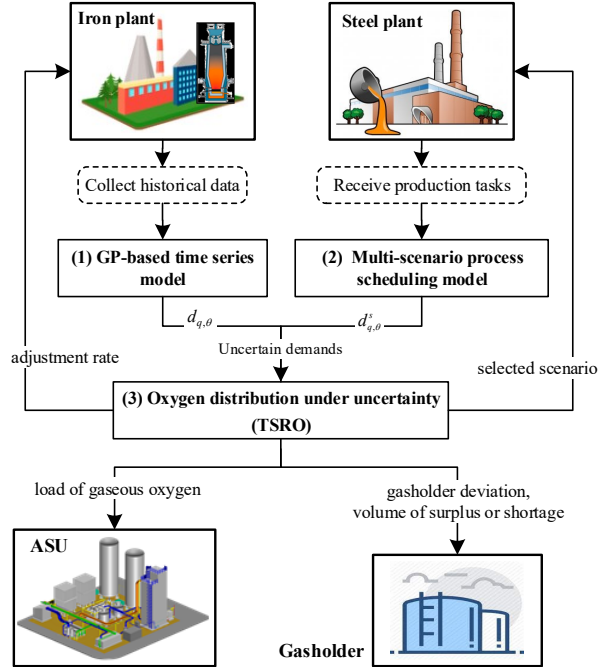 Iron plant
Steel plant
Collect historical data
Receive production tasks
(1) GP-based time series
model
(2) Multi-scenario process
scheduling model
d_{q,θ}
d^{s}_{q,θ}
Uncertain demands
adjustment rate
selected scenario
(3) Oxygen distribution under uncertainty
(TSRO)
load of gaseous oxygen
gasholder deviation,
volume of surplus or shortage
ASU
Gasholder